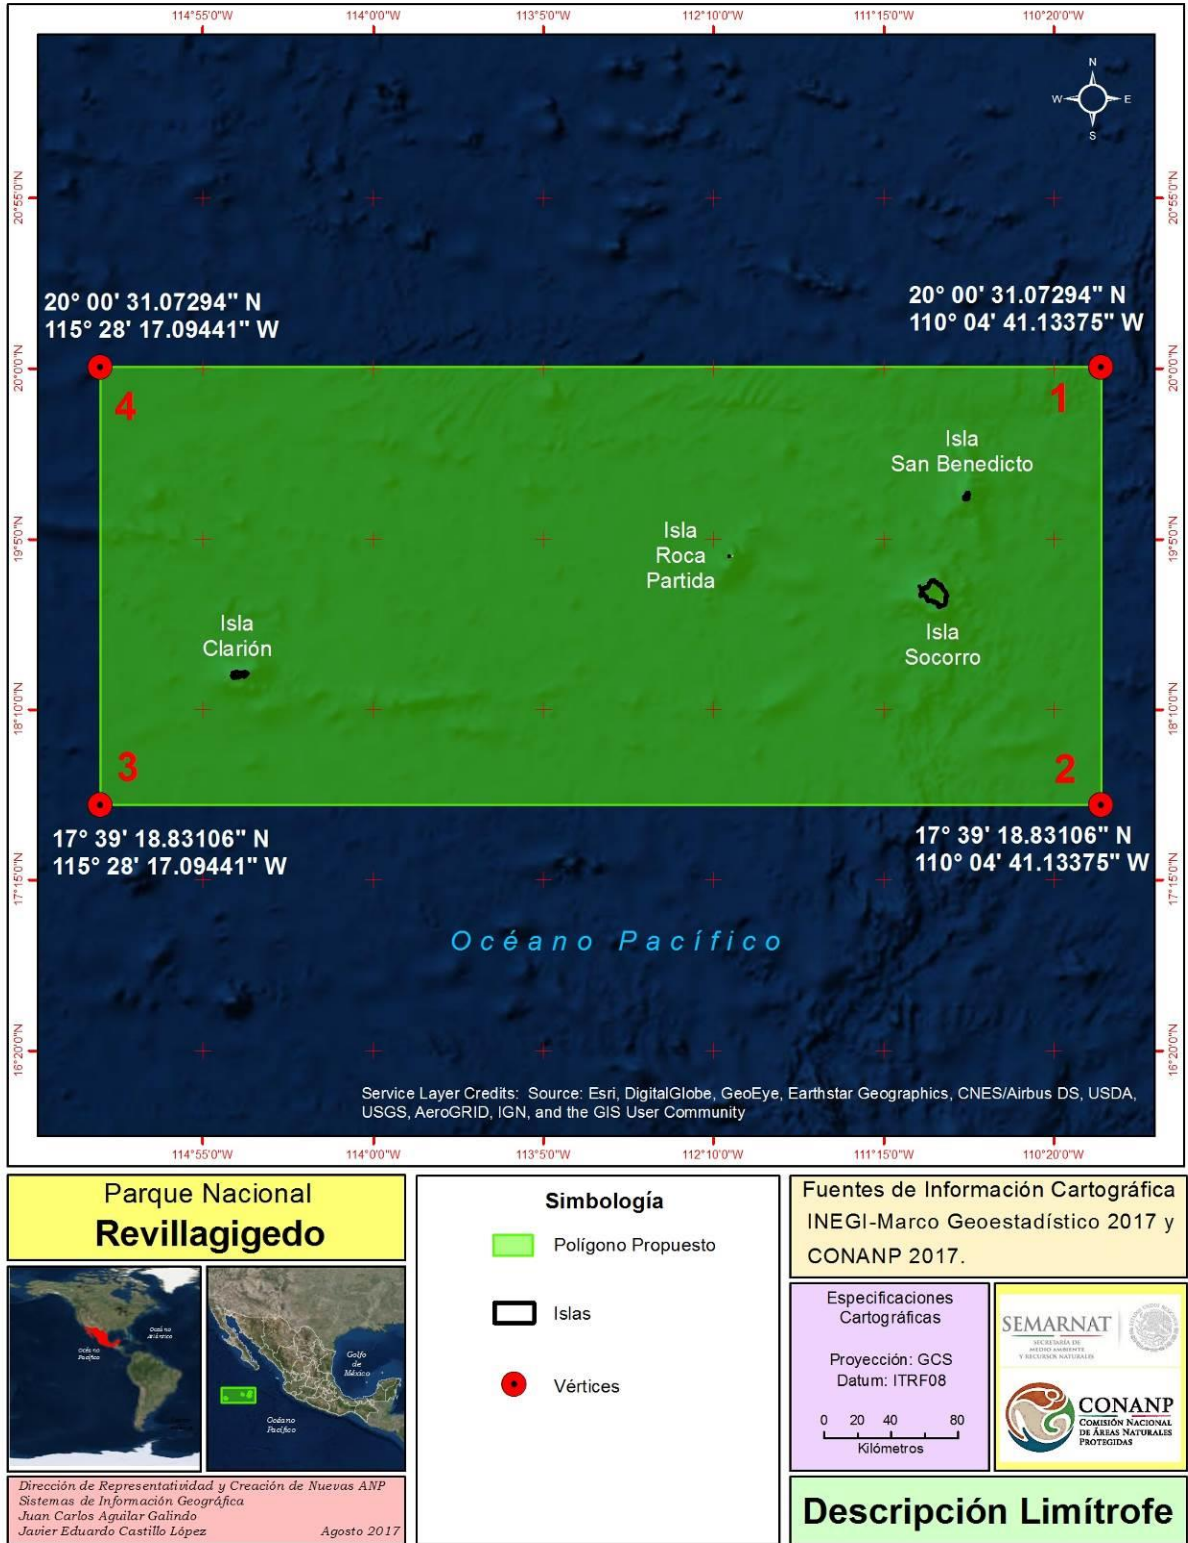 114°55'0"W 114°0'0"W 113°5'0"W 112°10'0"W 111°15'0"W 110°20'0"W
N
W E
S
20°55'0"N 20°55'0"N
20° 00' 31.07294" N
115° 28' 17.09441" W
20° 00' 31.07294" N
110° 04' 41.13375" W
20°0'0"N 20°0'0"N
4
1
Isla
San Benedicto
19°5'0"N 19°5'0"N
Isla
Roca
Partida
Isla
Clarión
Isla
Socorro
18°10'0"N 18°10'0"N
3
2
17° 39' 18.83106" N
115° 28' 17.09441" W
17° 39' 18.83106" N
110° 04' 41.13375" W
17°15'0"N 17°15'0"N
Océano Pacífico
16°20'0"N 16°20'0"N
Service Layer Credits: Source: Esri, DigitalGlobe, GeoEye, Earthstar Geographics, CNES/Airbus DS, USDA,
USGS, AeroGRID, IGN, and the GIS User Community
114°55'0"W 114°0'0"W 113°5'0"W 112°10'0"W 111°15'0"W 110°20'0"W
Parque Nacional
Revillagigedo
Océano
Atlántico
Océano
Pacífico
Golfo
de
México
Océano
Pacífico
Dirección de Representatividad y Creación de Nuevas ANP
Sistemas de Información Geográfica
Juan Carlos Aguilar Galindo
Javier Eduardo Castillo López Agosto 2017
Simbología
Polígono Propuesto
Islas
Vértices
Fuentes de Información Cartográfica
INEGI-Marco Geoestadístico 2017 y
CONANP 2017.
Especificaciones
Cartográficas
Proyección: GCS
Datum: ITRF08
0 20 40 80
Kilómetros
SEMARNAT
SECRETARÍA DE
MEDIO AMBIENTE
Y RECURSOS NATURALES
CONANP
COMISIÓN NACIONAL
DE ÁREAS NATURALES
PROTEGIDAS
Descripción Limítrofe